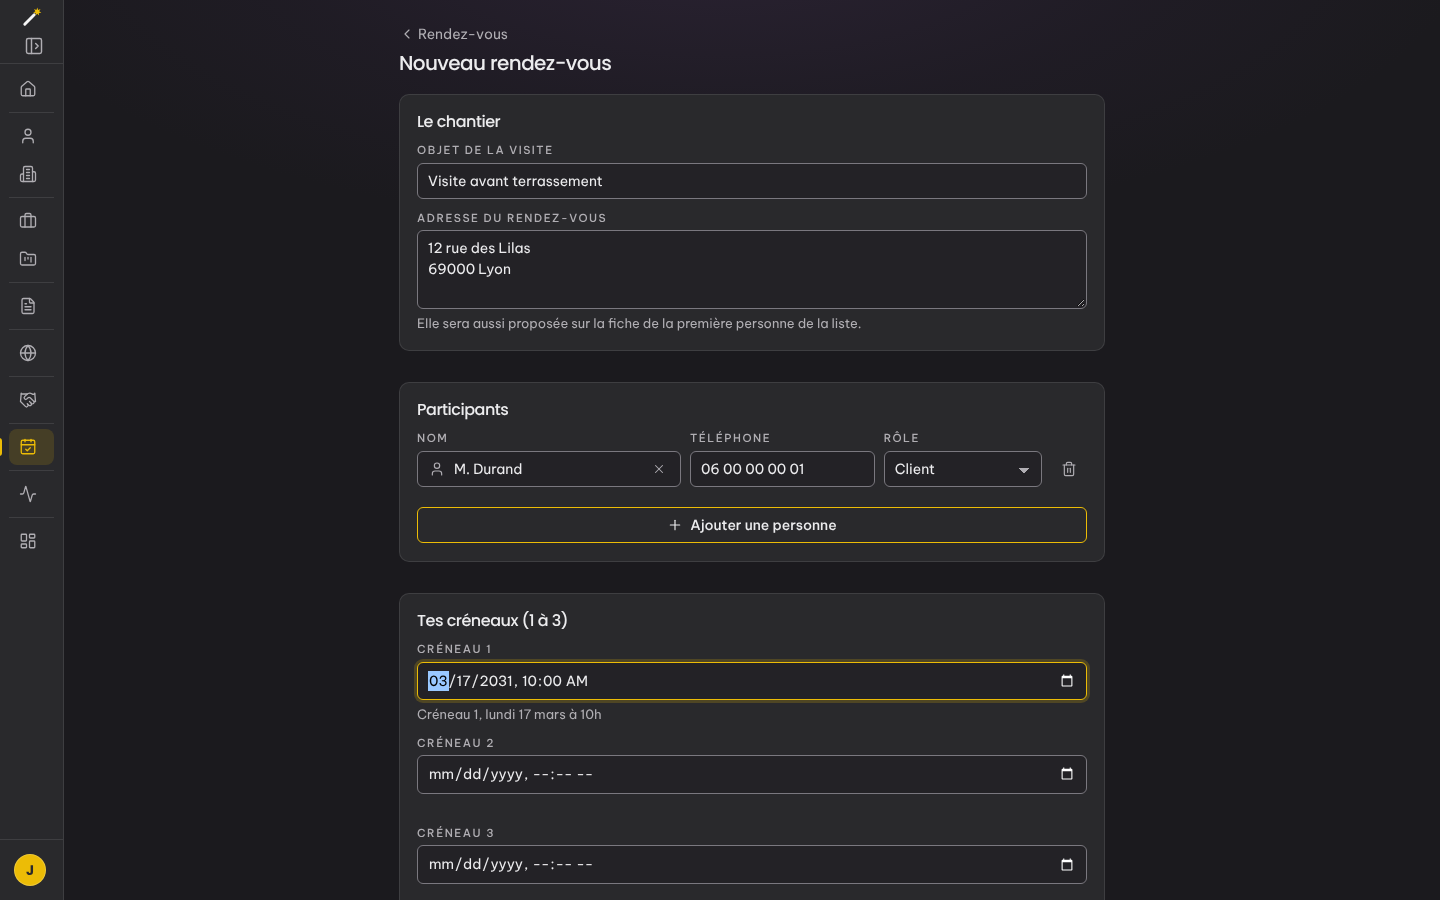 Rendez-vous
Nouveau rendez-vous
Le chantier
OBJET DE LA VISITE
Visite avant terrassement
ADRESSE DU RENDEZ-VOUS
12 rue des Lilas
69000 Lyon
Elle sera aussi proposée sur la fiche de la première personne de la liste.
Participants
NOM TÉLÉPHONE RÔLE
M. Durand 06 00 00 00 01 Client
Ajouter une personne
Tes créneaux (1 à 3)
CRÉNEAU 1
03/17/2031, 10:00 AM
Créneau 1, lundi 17 mars à 10h
CRÉNEAU 2
mm/dd/yyyy, --:-- --
CRÉNEAU 3
mm/dd/yyyy, --:-- --
J